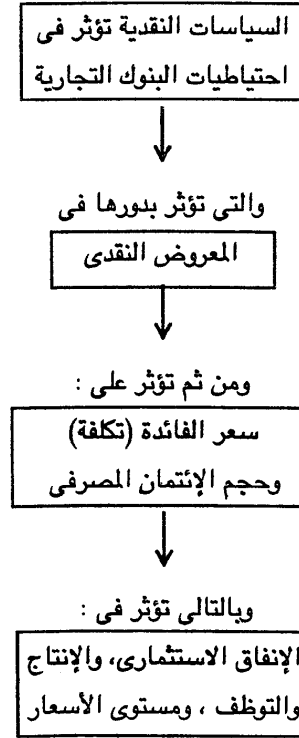 السياسات النقدية تؤثر فى
احتياطيات البنوك التجارية
والتى تؤثر بدورها فى
المعروض النقدى
ومن ثم تؤثر على :
سعر الفائدة (تكلفة)
وحجم الإئتمان المصرفى
وبالتالى تؤثر فى :
الإنفاق الاستثمارى، والإنتاج
والتوظف ، ومستوى الأسعار